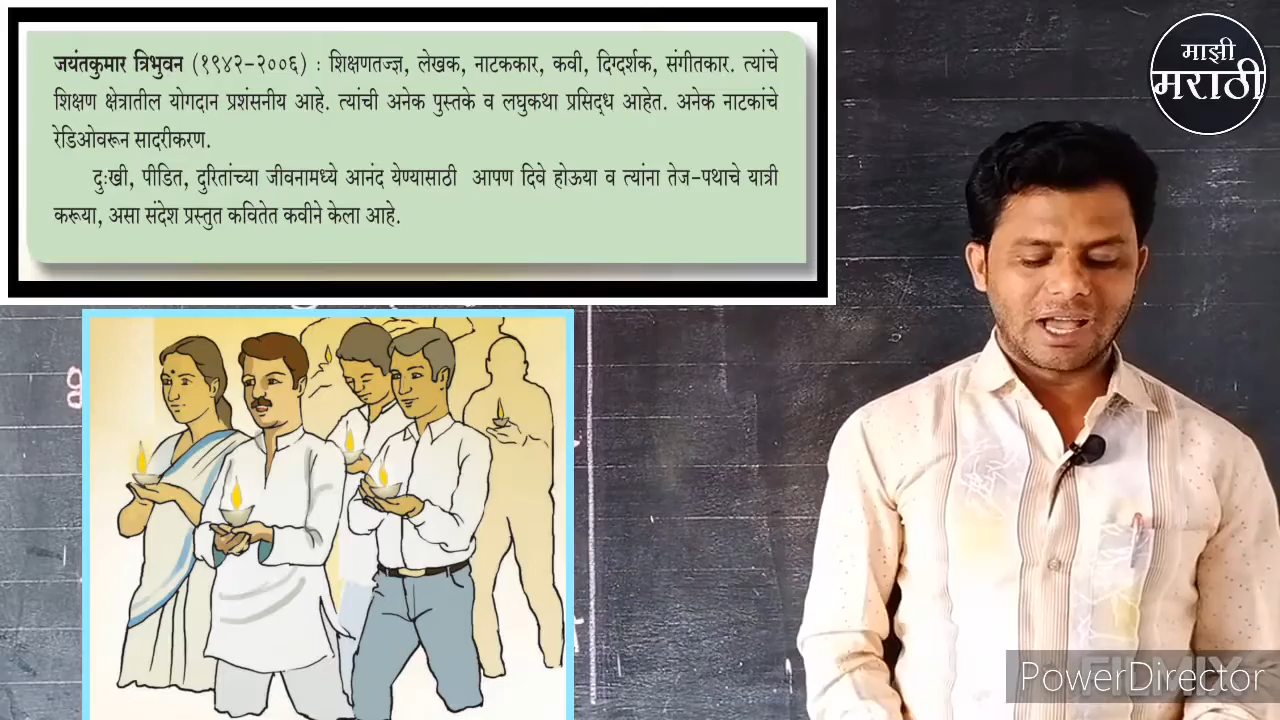 जयंतकुमार त्रिभुवन (१९४२-२००६) : शिक्षणतज्ज्ञ, लेखक, नाटककार, कवी, दिग्दर्शक, संगीतकार. त्यांचे
शिक्षण क्षेत्रातील योगदान प्रशंसनीय आहे. त्यांची अनेक पुस्तके व लघुकथा प्रसिद्ध आहेत. अनेक नाटकांचे
रेडिओवरून सादरीकरण.
दुःखी, पीडित, दुरितांच्या जीवनामध्ये आनंद येण्यासाठी आपण दिवे होऊया व त्यांना तेज-पथाचे यात्री
करूया, असा संदेश प्रस्तुत कवितेत कवीने केला आहे.
माझी
मराठी
PowerDirector